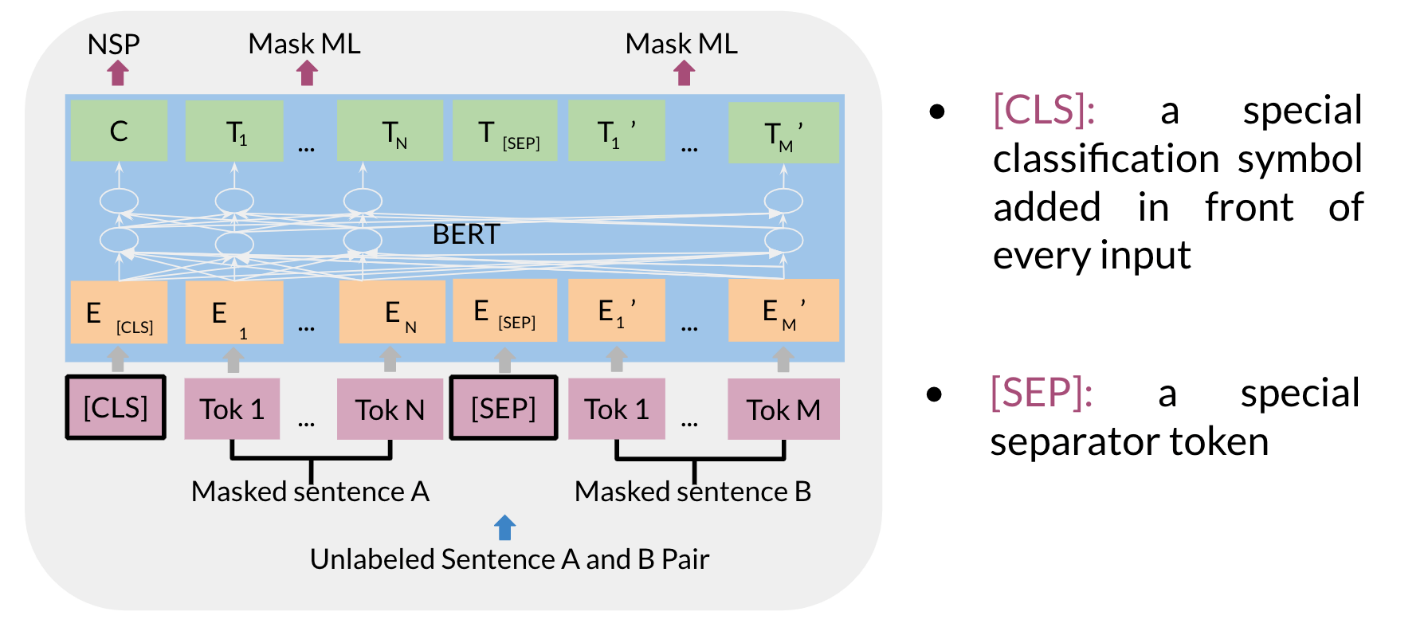 NSP Mask ML Mask ML
C T1 ... TN T[SEP] T1’ ... TM’
BERT
E[CLS] E1 ... EN E[SEP] E1’ ... EM’
[CLS] Tok 1 ... Tok N [SEP] Tok 1 ... Tok M
Masked sentence A Masked sentence B
Unlabeled Sentence A and B Pair
• [CLS]: a special
classification symbol
added in front of
every input
• [SEP]: a special
separator token